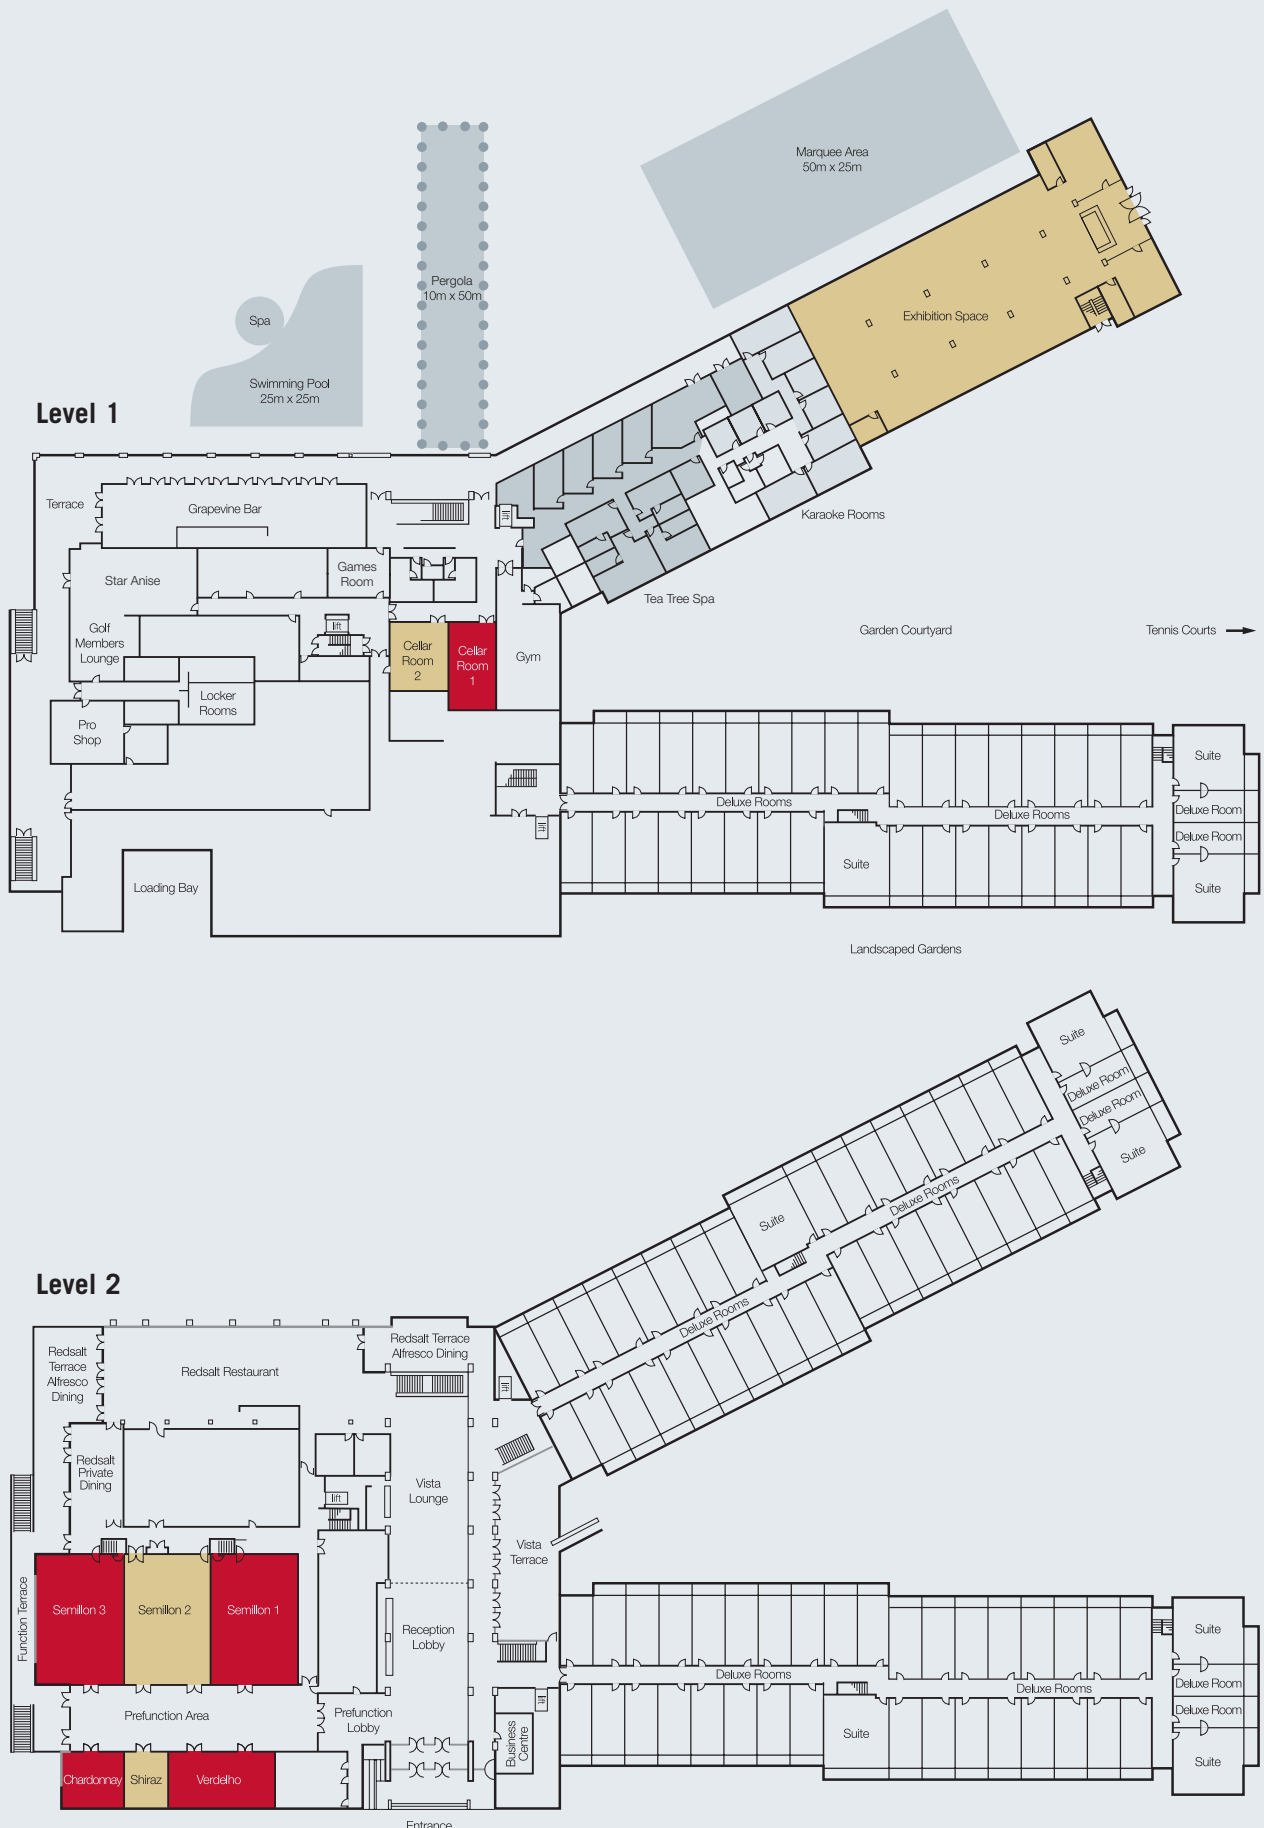 Marquee Area
50m x 25m
Pergola
10m x 50m
Exhibition Space
Spa
Swimming Pool
25m x 25m
Level 1
Terrace
Grapevine Bar
lift
Karaoke Rooms
Star Anise
Games
Room
Tea Tree Spa
Golf
Members
Lounge
lift
Cellar
Room
2
Cellar
Room
1
Gym
Garden Courtyard
Tennis Courts
Locker
Rooms
Pro
Shop
Suite
Deluxe Rooms
Deluxe Rooms
Deluxe Room
Deluxe Room
lift
Suite
Suite
Loading Bay
Landscaped Gardens
Suite
Deluxe Room
Deluxe Room
Suite
Suite
Deluxe Rooms
Deluxe Rooms
Level 2
Redsalt
Terrace
Alfresco
Dining
Redsalt Restaurant
Redsalt Terrace
Alfresco Dining
lift
Redsalt
Private
Dining
Vista
Lounge
lift
Vista
Terrace
Function Terrace
Semillon 3
Semillon 2
Semillon 1
Reception
Lobby
Suite
Deluxe Rooms
Deluxe Rooms
Deluxe Room
Deluxe Room
lift
Prefunction Area
Prefunction
Lobby
Business
Centre
Suite
Suite
Chardonnay
Shiraz
Verdelho
Entrance